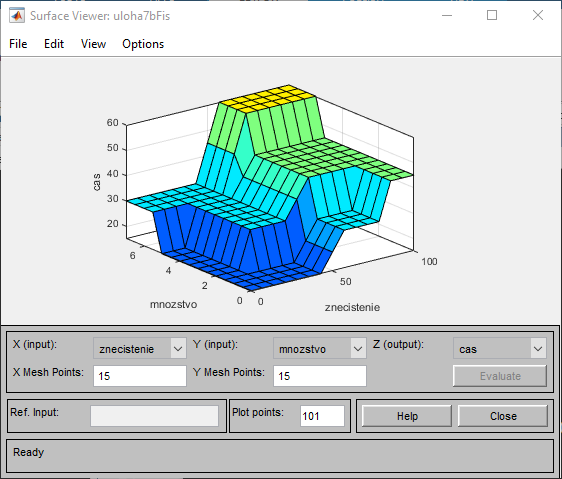 Surface Viewer: uloha7bFis
File Edit View Options
60
50
40
30
20
cas
6
4
2
0
mnozstvo
0
50
100
znecistenie
X (input): znecistenie Y (input): mnozstvo Z (output): cas
X Mesh Points: 15 Y Mesh Points: 15 Evaluate
Ref. Input: Plot points: 101 Help Close
Ready